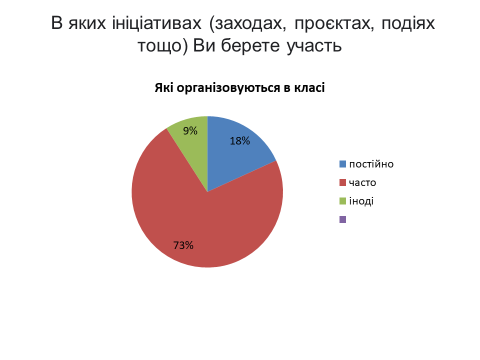 В яких ініціативах (заходах, проєктах, подіях
тощо) Ви берете участь
Які організовуються в класі
9%
18%
73%
постійно
часто
іноді